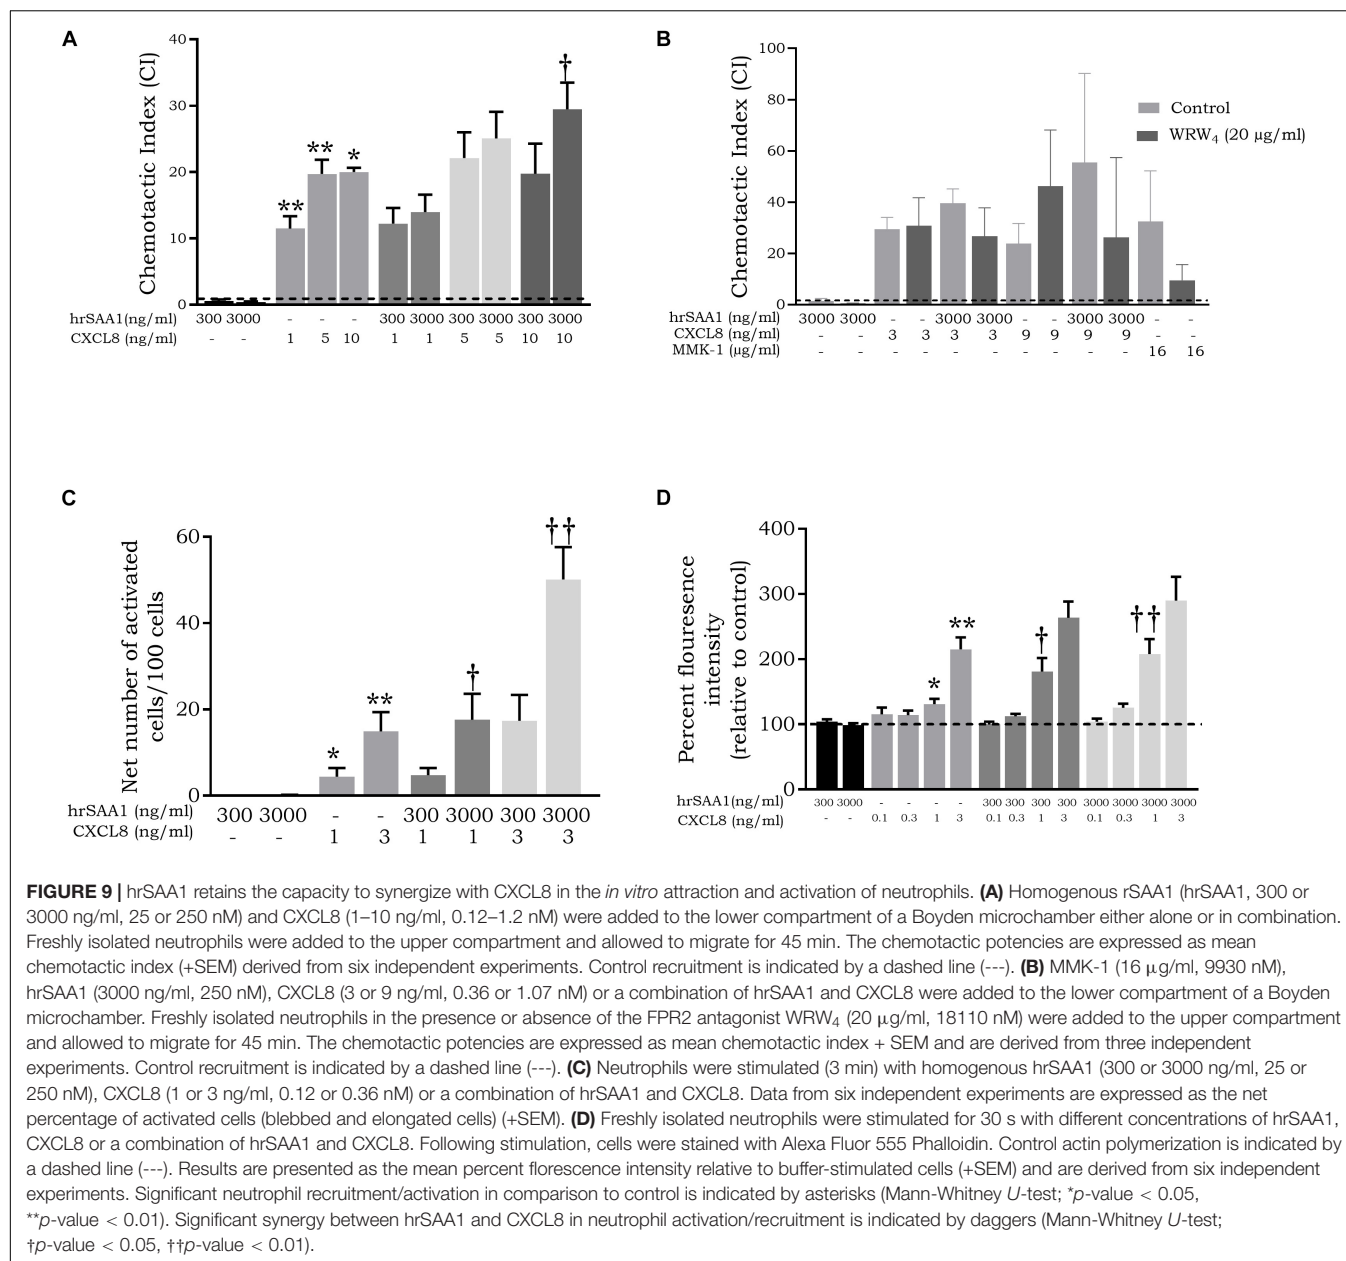 A
Chemotactic Index (CI)
40
30
20
10
0
** ** * †
hrSAA1(ng/ml) 300 3000 - - - 300 3000 300 3000 300 3000
CXCL8 (ng/ml) - - 1 5 10 1 1 5 5 10 10
B
Chemotactic Index (CI)
100
80
60
40
20
0
Control
WRW4 (20 µg/ml)
hrSAA1 (ng/ml) 3000 3000 - - 3000 3000 - - 3000 3000 - -
CXCL8 (ng/ml) - - 3 3 3 3 9 9 9 9 - -
MMK-1 (µg/ml) - - - - - - - - - - 16 16
C
Net number of activated
cells/100 cells
60
40
20
0
* ** † ††
hrSAA1 (ng/ml) 300 3000 - - 300 3000 300 3000
CXCL8 (ng/ml) - - 1 3 1 1 3 3
D
Percent flouresence
intensity
(relative to control)
400
300
200
100
0
* ** † ††
hrSAA1(ng/ml) 300 3000 - - - - 300 300 300 300 3000 3000 3000 3000
CXCL8 (ng/ml) - - 0.1 0.3 1 3 0.1 0.3 1 3 0.1 0.3 1 3
FIGURE 9 | hrSAA1 retains the capacity to synergize with CXCL8 in the in vitro attraction and activation of neutrophils. (A) Homogenous rSAA1 (hrSAA1, 300 or
3000 ng/ml, 25 or 250 nM) and CXCL8 (1–10 ng/ml, 0.12–1.2 nM) were added to the lower compartment of a Boyden microchamber either alone or in combination.
Freshly isolated neutrophils were added to the upper compartment and allowed to migrate for 45 min. The chemotactic potencies are expressed as mean
chemotactic index (+SEM) derived from six independent experiments. Control recruitment is indicated by a dashed line (---). (B) MMK-1 (16 µg/ml, 9930 nM),
hrSAA1 (3000 ng/ml, 250 nM), CXCL8 (3 or 9 ng/ml, 0.36 or 1.07 nM) or a combination of hrSAA1 and CXCL8 were added to the lower compartment of a Boyden
microchamber. Freshly isolated neutrophils in the presence or absence of the FPR2 antagonist WRW4 (20 µg/ml, 18110 nM) were added to the upper compartment
and allowed to migrate for 45 min. The chemotactic potencies are expressed as mean chemotactic index + SEM and are derived from three independent
experiments. Control recruitment is indicated by a dashed line (---). (C) Neutrophils were stimulated (3 min) with homogenous hrSAA1 (300 or 3000 ng/ml, 25 or
250 nM), CXCL8 (1 or 3 ng/ml, 0.12 or 0.36 nM) or a combination of hrSAA1 and CXCL8. Data from six independent experiments are expressed as the net
percentage of activated cells (blebbed and elongated cells) (+SEM). (D) Freshly isolated neutrophils were stimulated for 30 s with different concentrations of hrSAA1,
CXCL8 or a combination of hrSAA1 and CXCL8. Following stimulation, cells were stained with Alexa Fluor 555 Phalloidin. Control actin polymerization is indicated by
a dashed line (---). Results are presented as the mean percent florescence intensity relative to buffer-stimulated cells (+SEM) and are derived from six independent
experiments. Significant neutrophil recruitment/activation in comparison to control is indicated by asterisks (Mann-Whitney U-test; *p-value < 0.05,
**p-value < 0.01). Significant synergy between hrSAA1 and CXCL8 in neutrophil activation/recruitment is indicated by daggers (Mann-Whitney U-test;
†p-value < 0.05, ††p-value < 0.01).